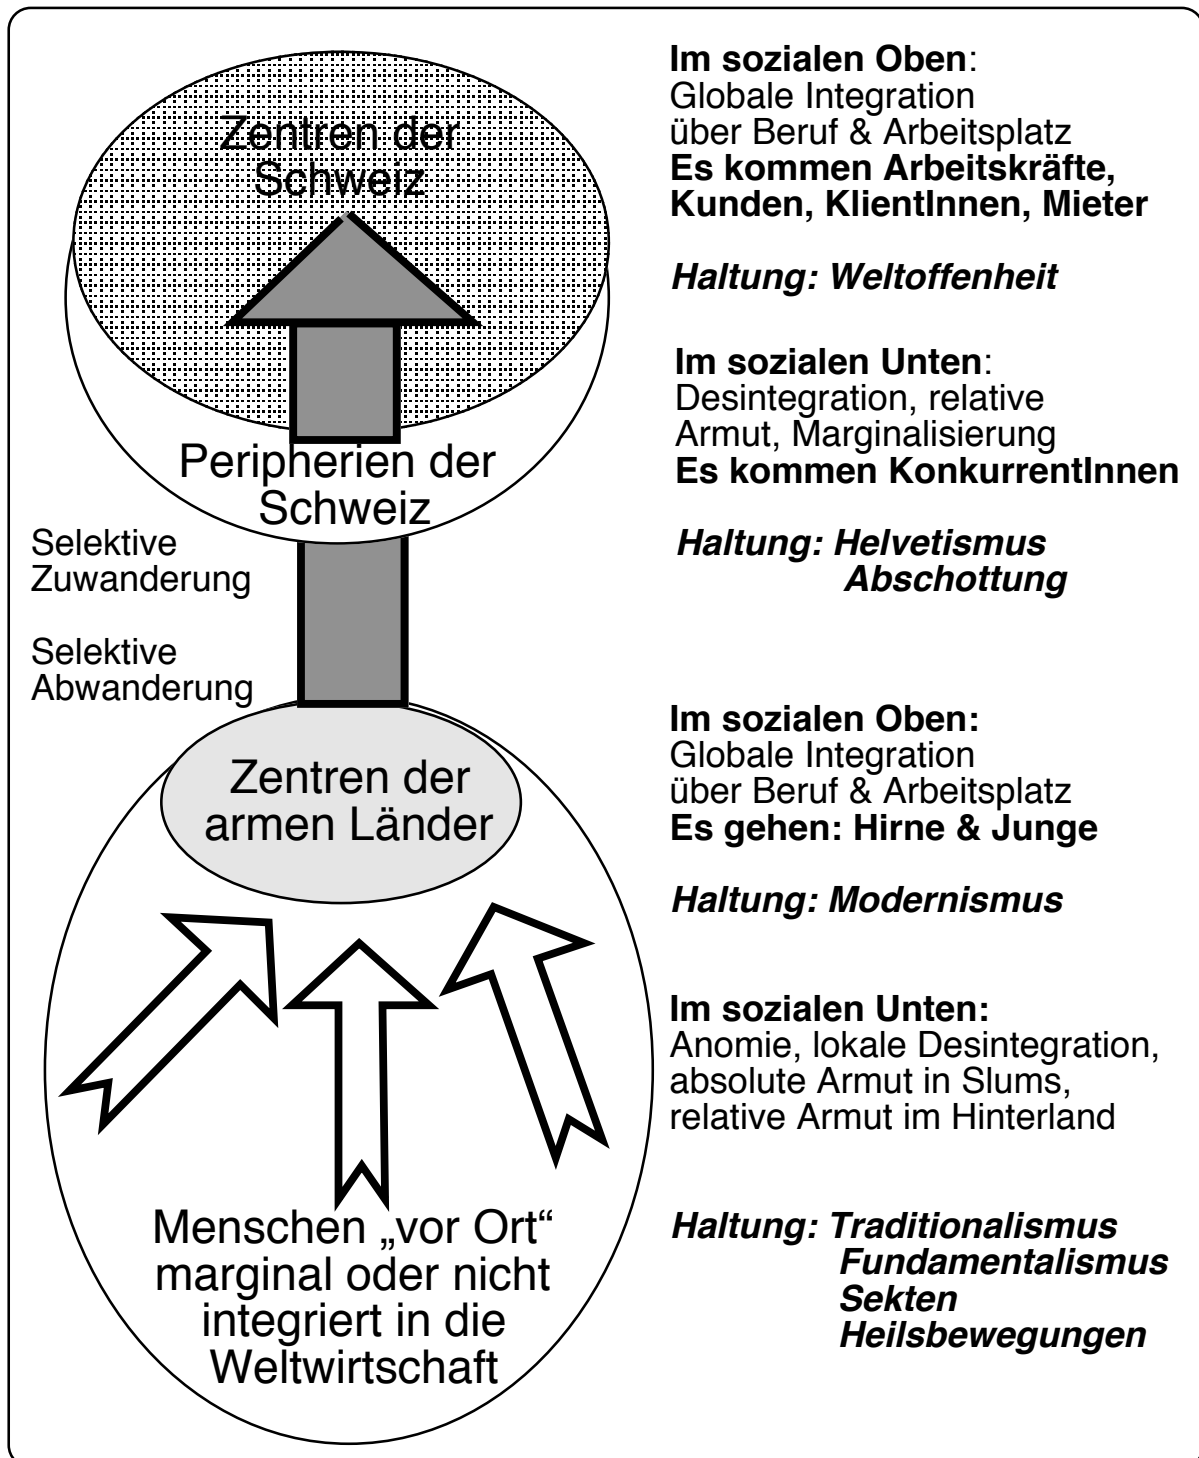 Zentren der
Schweiz
Peripherien der
Schweiz
Selektive
Zuwanderung
Selektive
Abwanderung
Zentren der
armen Länder
Menschen „vor Ort“
marginal oder nicht
integriert in die
Weltwirtschaft
Im sozialen Oben:
Globale Integration
über Beruf & Arbeitsplatz
Es kommen Arbeitskräfte,
Kunden, KlientInnen, Mieter
Haltung: Weltoffenheit
Im sozialen Unten:
Desintegration, relative
Armut, Marginalisierung
Es kommen KonkurrentInnen
Haltung: Helvetismus
Abschottung
Im sozialen Oben:
Globale Integration
über Beruf & Arbeitsplatz
Es gehen: Hirne & Junge
Haltung: Modernismus
Im sozialen Unten:
Anomie, lokale Desintegration,
absolute Armut in Slums,
relative Armut im Hinterland
Haltung: Traditionalismus
Fundamentalismus
Sekten
Heilsbewegungen